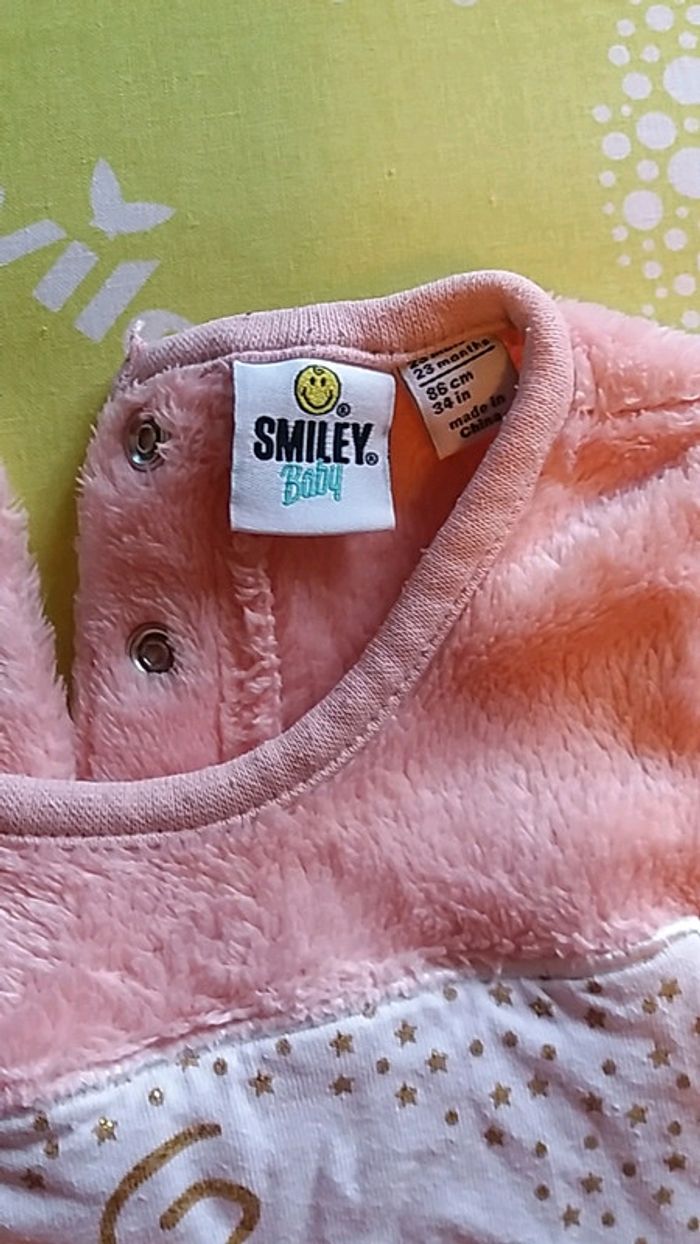 SMILEY®
Baby
23 months
86 cm
34 in
made in
China